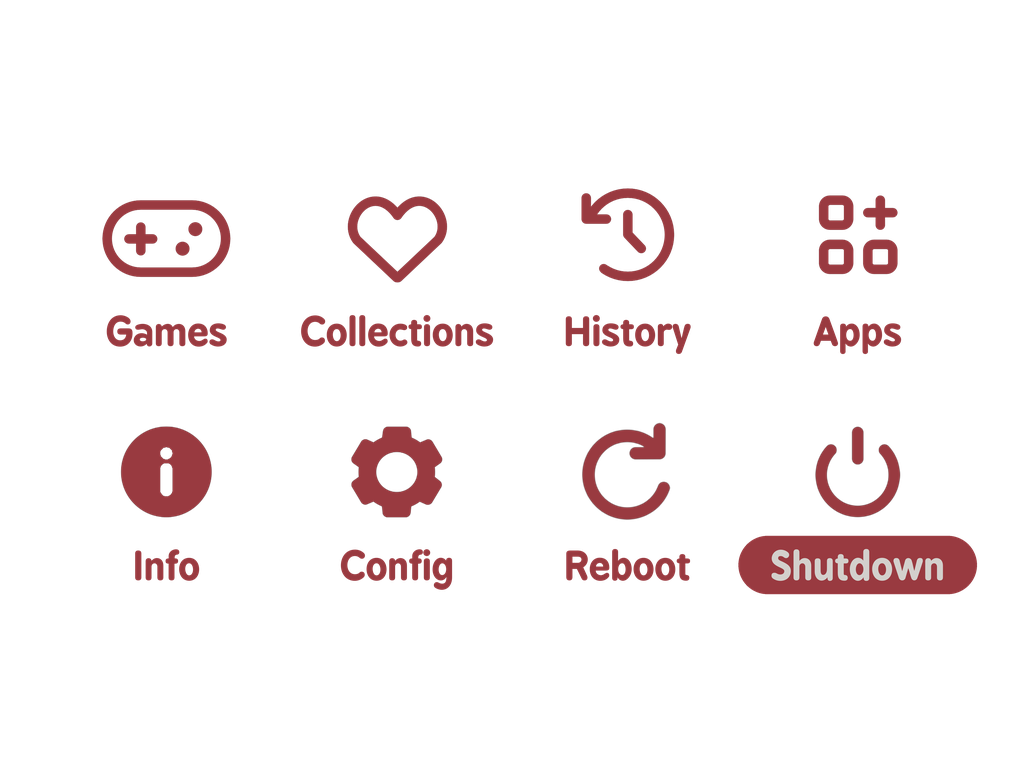 Games
Collections
History
Apps
Info
Config
Reboot
Shutdown